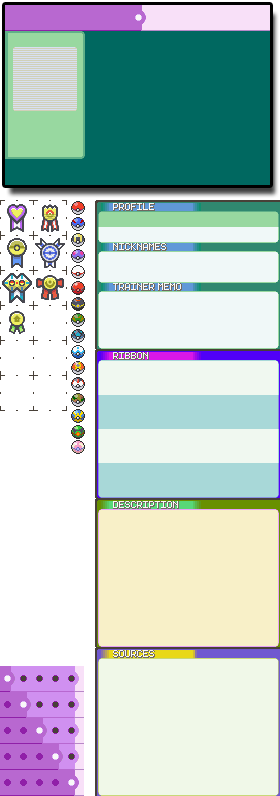 PROFILE
NICKNAMES
TRAINER MEMO
RIBBON
DESCRIPTION
SOURCES